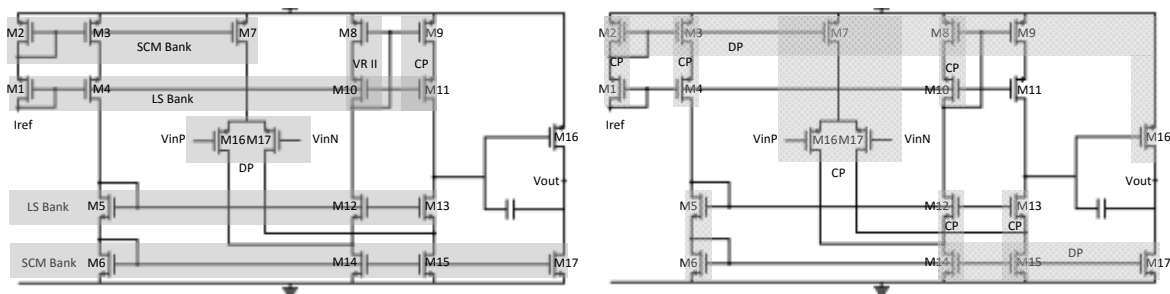 M2 M3 M7 M8 M9
SCM Bank VR II CP
M1 M4 M10 M11
LS Bank
Iref
VinP M16 M17 VinN M16
DP
Vout
LS Bank M5 M12 M13
SCM Bank M6 M14 M15 M17
M2 M3 M7 M8 M9
DP
CP CP CP
M1 M4 M10 M11
Iref
VinP M16 M17 VinN M16
CP
Vout
M5 M12 M13
CP CP
DP
M6 M14 M15 M17